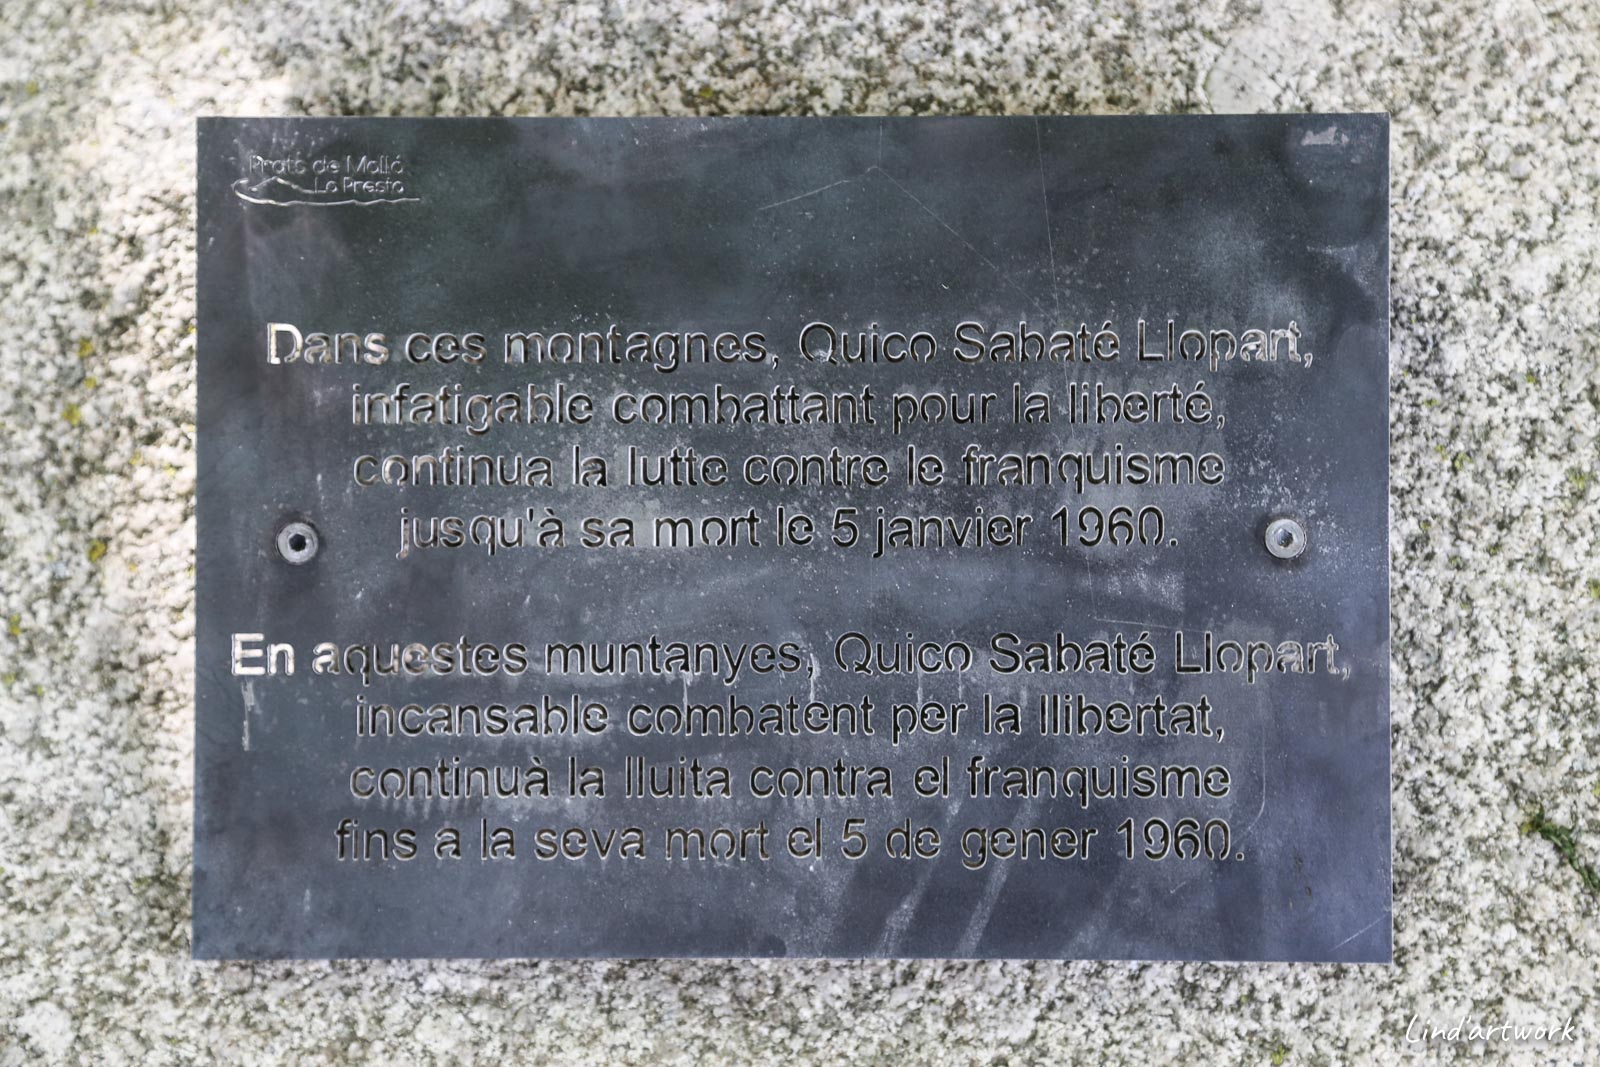 Prats de Molló
La Preste
Dans ces montagnes, Quico Sabaté Llopart,
infatigable combattant pour la liberté,
continua la lutte contre le franquisme
jusqu'à sa mort le 5 janvier 1960.
En aquestes muntanyes, Quico Sabaté Llopart,
incansable combatent per la llibertat,
continuà la lluita contra el franquisme
fins a la seva mort el 5 de gener 1960.
Lind'artwork